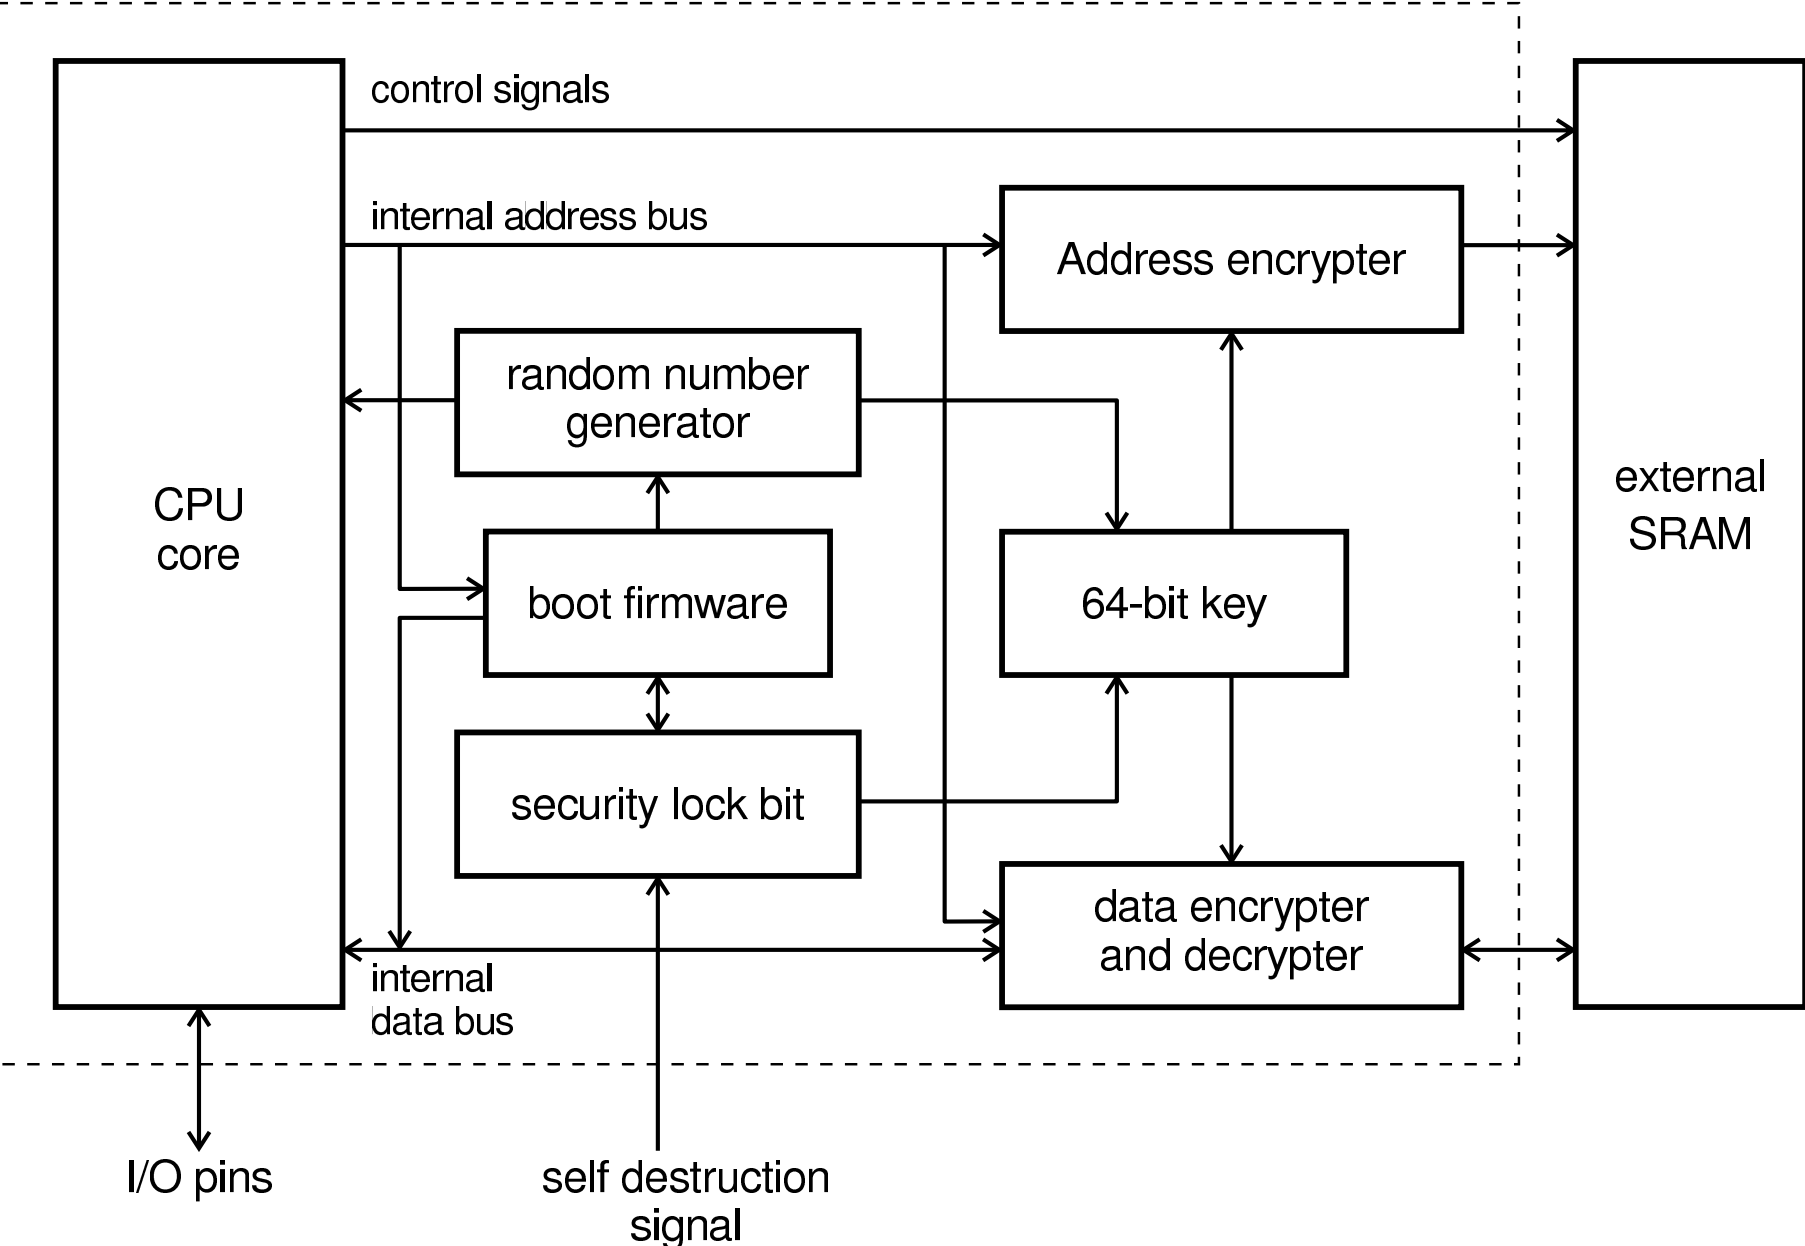 control signals
internal address bus
Address encrypter
random number
generator
CPU
core
external
SRAM
boot firmware
64-bit key
security lock bit
data encrypter
and decrypter
internal
data bus
I/O pins
self destruction
signal